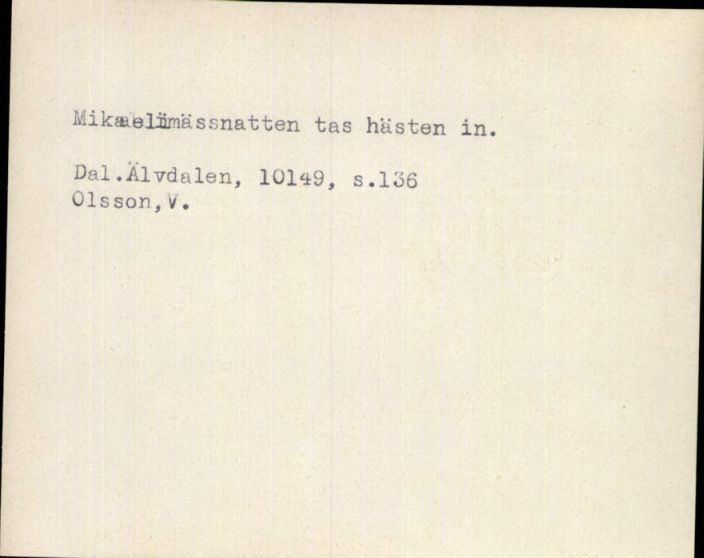 Mikaelimässnatten tas hästen in.
Dal.Älvdalen, 10149, s.136
Olsson,V.